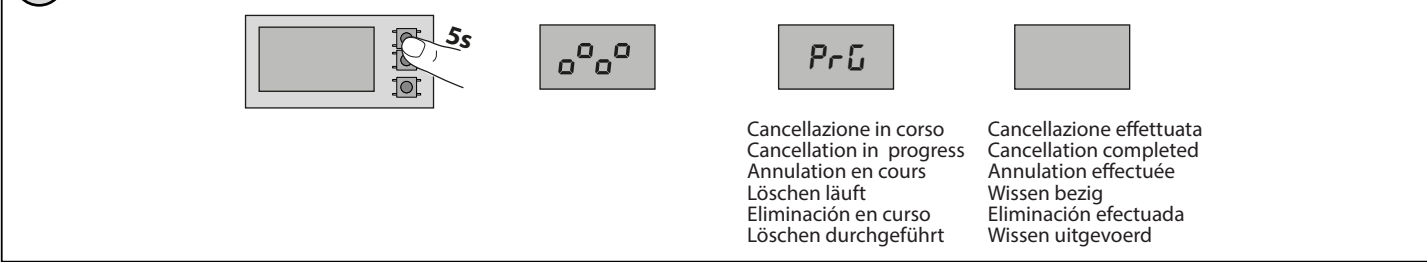 5s
oooo
PrG
Cancellazione in corso
Cancellation in  progress
Annulation en cours
Löschen läuft
Eliminación en curso
Löschen durchgeführt
Cancellazione effettuata
Cancellation completed
Annulation effectuée
Wissen bezig
Eliminación efectuada
Wissen uitgevoerd